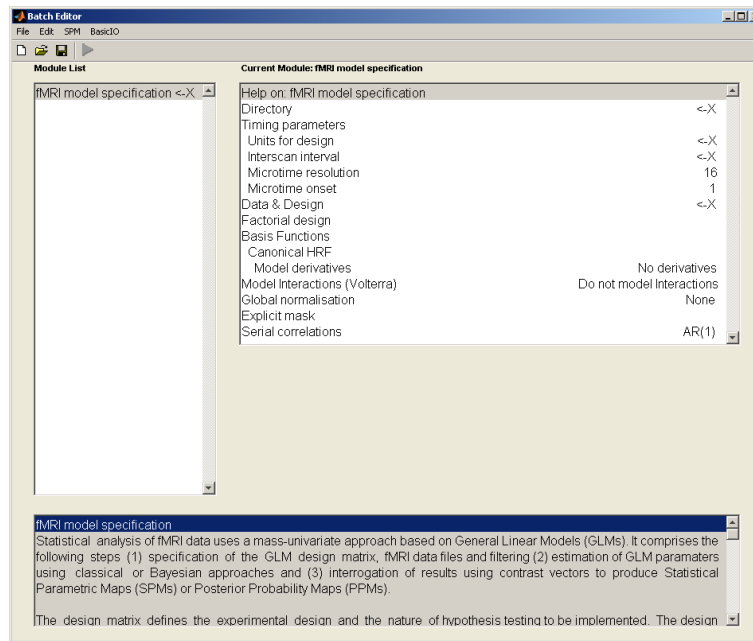 Batch Editor
File Edit SPM BasicIO
Module List
fMRI model specification <-X
Current Module: fMRI model specification
Help on: fMRI model specification
Directory <-X
Timing parameters
Units for design <-X
Interscan interval <-X
Microtime resolution 16
Microtime onset 1
Data & Design <-X
Factorial design
Basis Functions
Canonical HRF
Model derivatives No derivatives
Model Interactions (Volterra) Do not model Interactions
Global normalisation None
Explicit mask
Serial correlations AR(1)
fMRI model specification
Statistical analysis of fMRI data uses a mass-univariate approach based on General Linear Models (GLMs). It comprises the
following steps (1) specification of the GLM design matrix, fMRI data files and filtering (2) estimation of GLM paramaters
using classical or Bayesian approaches and (3) interrogation of results using contrast vectors to produce Statistical
Parametric Maps (SPMs) or Posterior Probability Maps (PPMs).
The design matrix defines the experimental design and the nature of hypothesis testing to be implemented. The design